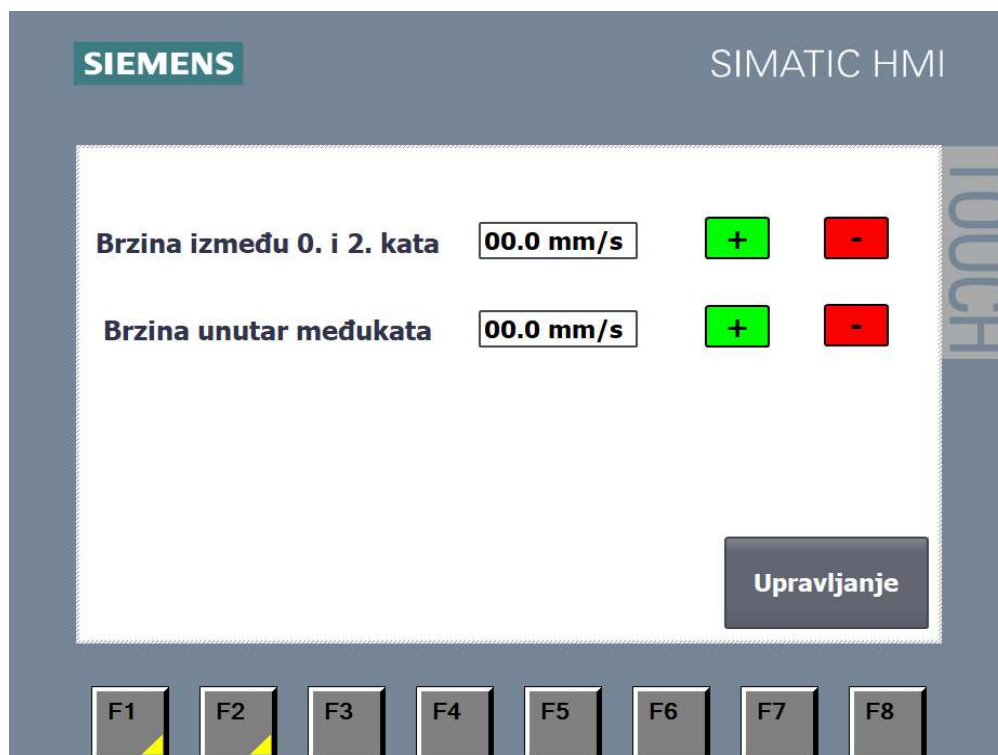 SIEMENS SIMATIC HMI
TOUCH
Brzina između 0. i 2. kata 00.0 mm/s + -
Brzina unutar međukata 00.0 mm/s + -
Upravljanje
F1 F2 F3 F4 F5 F6 F7 F8